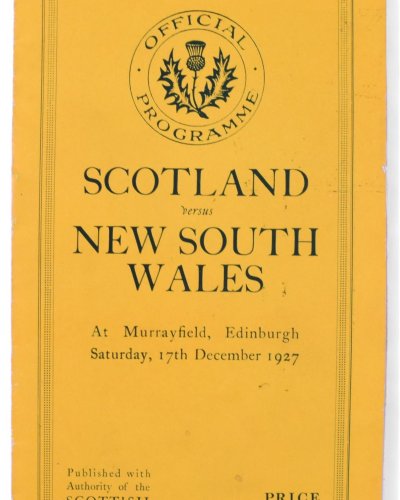 OFFICIAL
PROGRAMME
SCOTLAND
versus
NEW SOUTH
WALES
At Murrayfield, Edinburgh
Saturday, 17th December 1927
Published with
Authority of the
SCOTTISH
PRICE